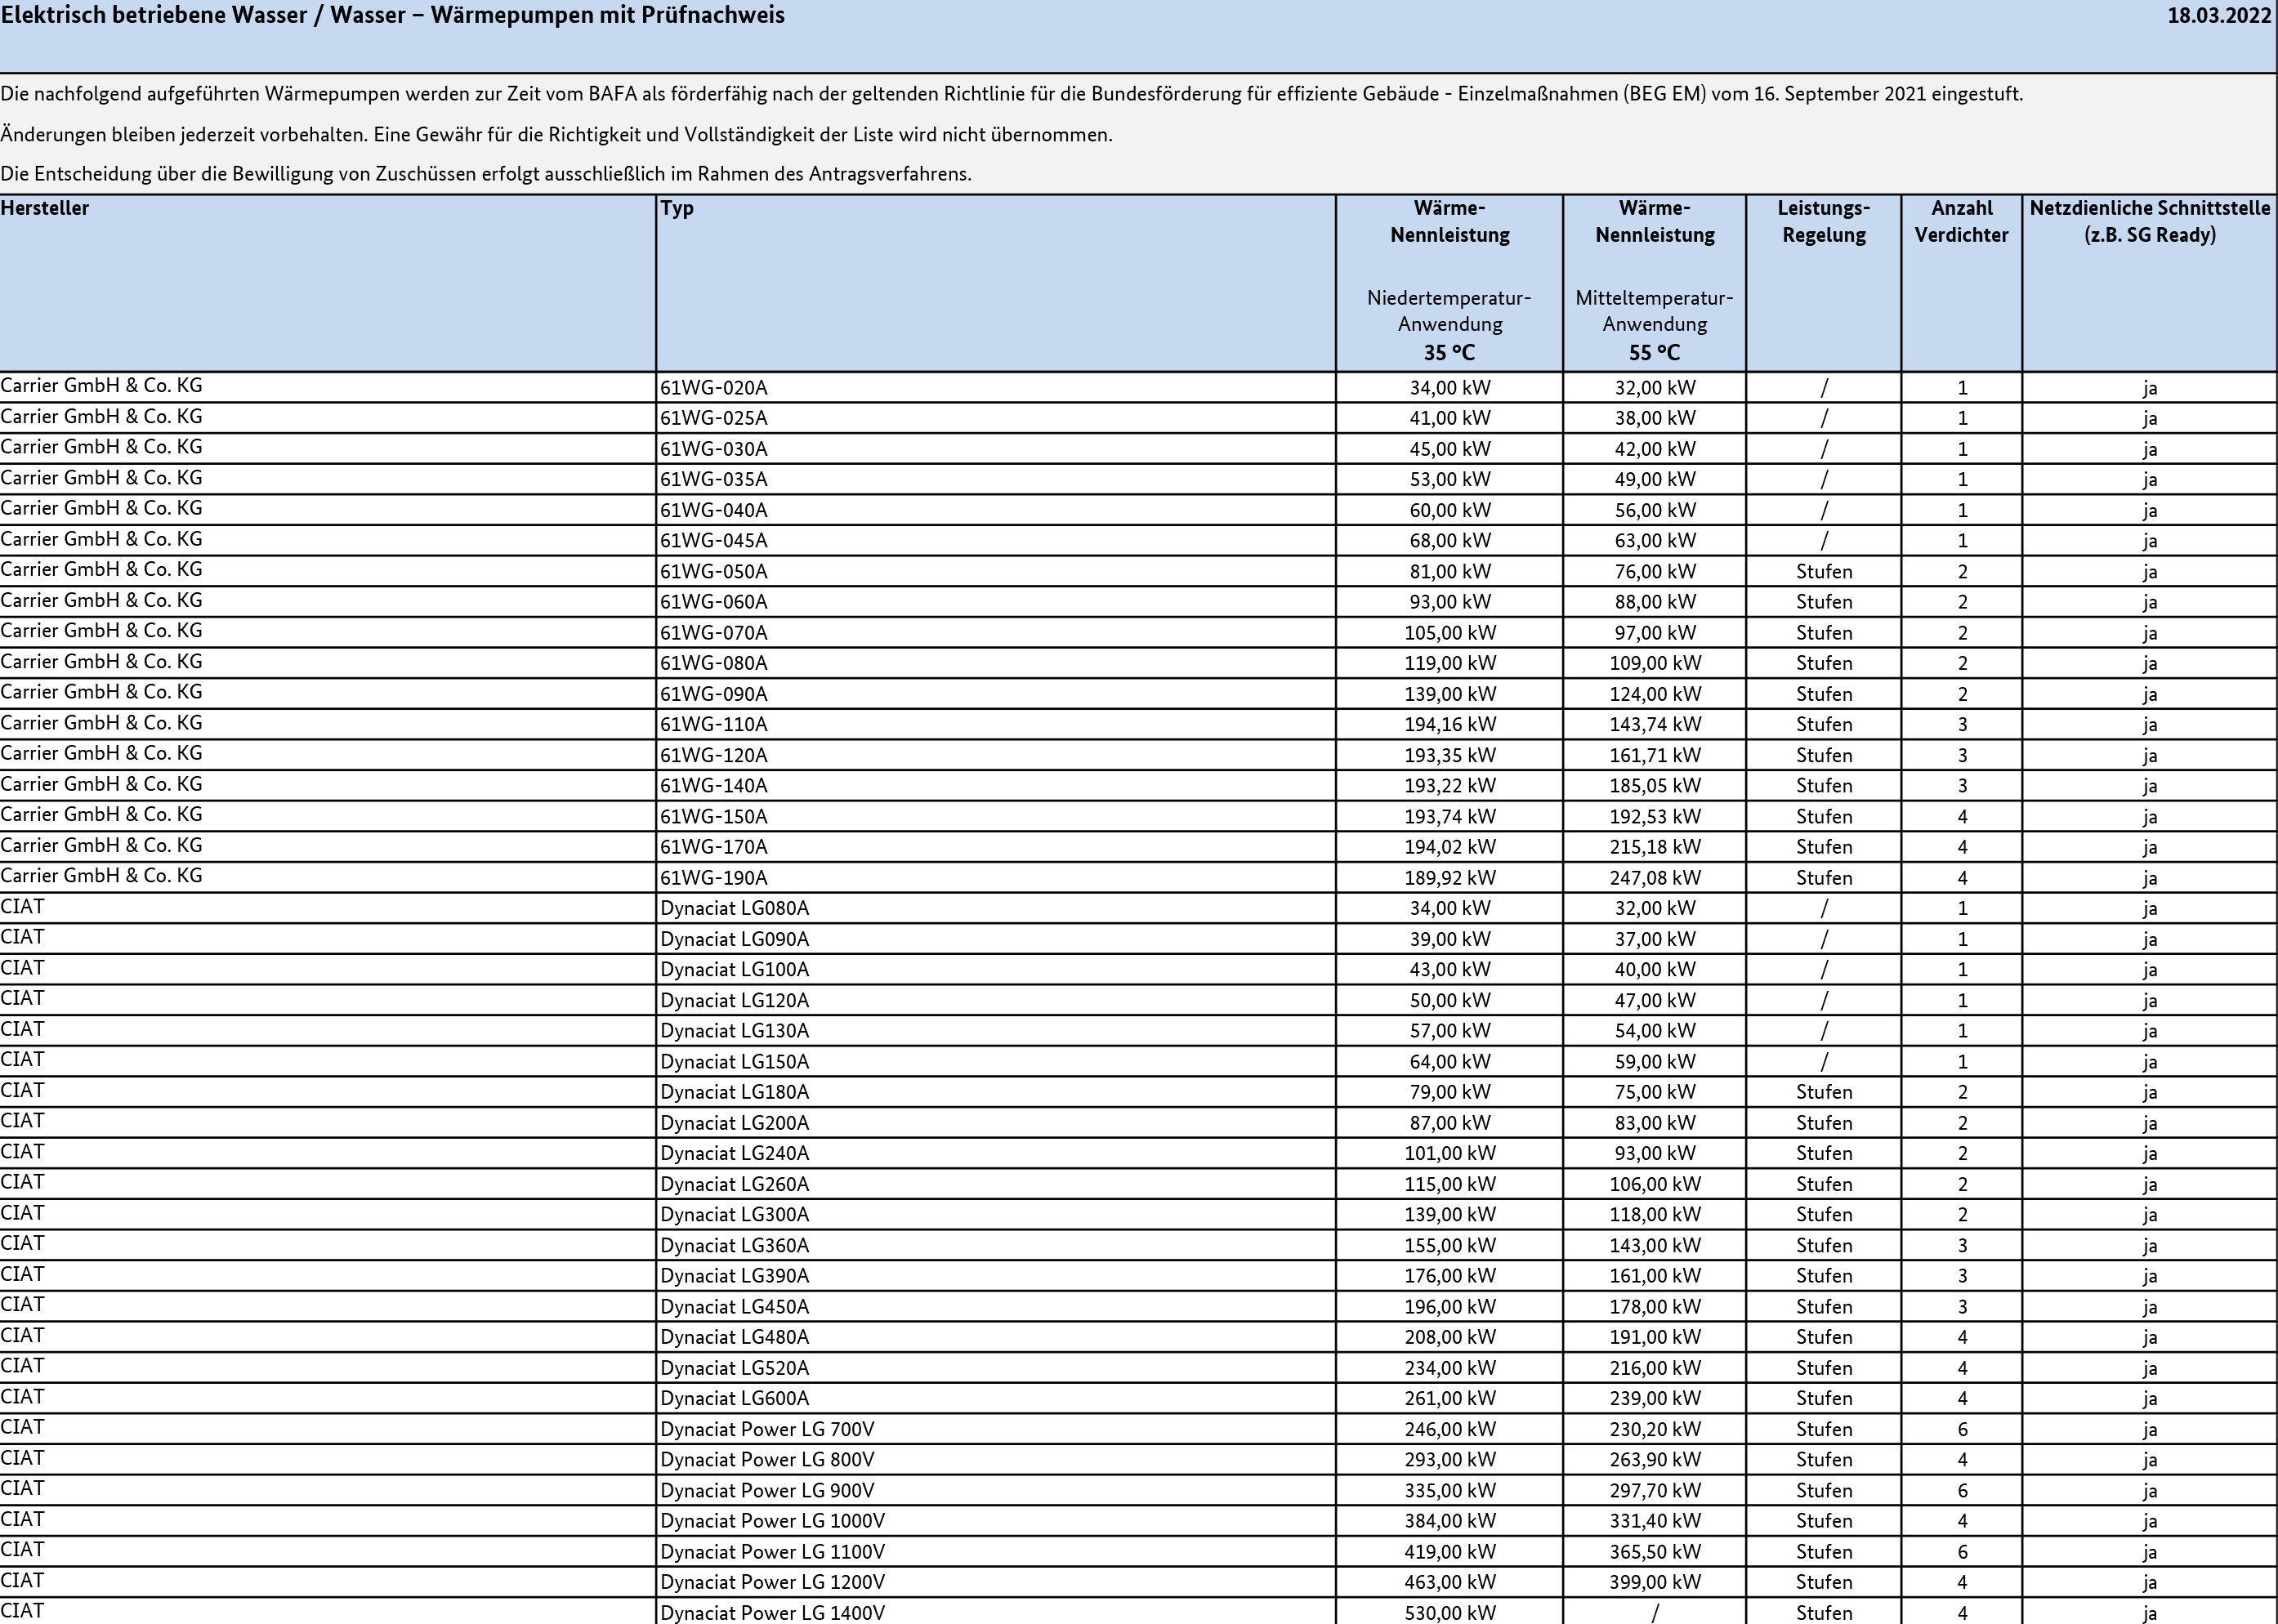 Elektrisch betriebene Wasser / Wasser – Wärmepumpen mit Prüfnachweis 18.03.2022
Die nachfolgend aufgeführten Wärmepumpen werden zur Zeit vom BAFA als förderfähig nach der geltenden Richtlinie für die Bundesförderung für effiziente Gebäude - Einzelmaßnahmen (BEG EM) vom 16. September 2021 eingestuft.
Änderungen bleiben jederzeit vorbehalten. Eine Gewähr für die Richtigkeit und Vollständigkeit der Liste wird nicht übernommen.
Die Entscheidung über die Bewilligung von Zuschüssen erfolgt ausschließlich im Rahmen des Antragsverfahrens.
Hersteller Typ Wärme- Wärme- Leistungs- Anzahl Netzdienliche Schnittstelle
Nennleistung Nennleistung Regelung Verdichter (z.B. SG Ready)
Niedertemperatur- Mitteltemperatur-
Anwendung Anwendung
35 °C 55 °C
Carrier GmbH & Co. KG 61WG-020A 34,00 kW 32,00 kW / 1 ja
Carrier GmbH & Co. KG 61WG-025A 41,00 kW 38,00 kW / 1 ja
Carrier GmbH & Co. KG 61WG-030A 45,00 kW 42,00 kW / 1 ja
Carrier GmbH & Co. KG 61WG-035A 53,00 kW 49,00 kW / 1 ja
Carrier GmbH & Co. KG 61WG-040A 60,00 kW 56,00 kW / 1 ja
Carrier GmbH & Co. KG 61WG-045A 68,00 kW 63,00 kW / 1 ja
Carrier GmbH & Co. KG 61WG-050A 81,00 kW 76,00 kW Stufen 2 ja
Carrier GmbH & Co. KG 61WG-060A 93,00 kW 88,00 kW Stufen 2 ja
Carrier GmbH & Co. KG 61WG-070A 105,00 kW 97,00 kW Stufen 2 ja
Carrier GmbH & Co. KG 61WG-080A 119,00 kW 109,00 kW Stufen 2 ja
Carrier GmbH & Co. KG 61WG-090A 139,00 kW 124,00 kW Stufen 2 ja
Carrier GmbH & Co. KG 61WG-110A 194,16 kW 143,74 kW Stufen 3 ja
Carrier GmbH & Co. KG 61WG-120A 193,35 kW 161,71 kW Stufen 3 ja
Carrier GmbH & Co. KG 61WG-140A 193,22 kW 185,05 kW Stufen 3 ja
Carrier GmbH & Co. KG 61WG-150A 193,74 kW 192,53 kW Stufen 4 ja
Carrier GmbH & Co. KG 61WG-170A 194,02 kW 215,18 kW Stufen 4 ja
Carrier GmbH & Co. KG 61WG-190A 189,92 kW 247,08 kW Stufen 4 ja
CIAT Dynaciat LG080A 34,00 kW 32,00 kW / 1 ja
CIAT Dynaciat LG090A 39,00 kW 37,00 kW / 1 ja
CIAT Dynaciat LG100A 43,00 kW 40,00 kW / 1 ja
CIAT Dynaciat LG120A 50,00 kW 47,00 kW / 1 ja
CIAT Dynaciat LG130A 57,00 kW 54,00 kW / 1 ja
CIAT Dynaciat LG150A 64,00 kW 59,00 kW / 1 ja
CIAT Dynaciat LG180A 79,00 kW 75,00 kW Stufen 2 ja
CIAT Dynaciat LG200A 87,00 kW 83,00 kW Stufen 2 ja
CIAT Dynaciat LG240A 101,00 kW 93,00 kW Stufen 2 ja
CIAT Dynaciat LG260A 115,00 kW 106,00 kW Stufen 2 ja
CIAT Dynaciat LG300A 139,00 kW 118,00 kW Stufen 2 ja
CIAT Dynaciat LG360A 155,00 kW 143,00 kW Stufen 3 ja
CIAT Dynaciat LG390A 176,00 kW 161,00 kW Stufen 3 ja
CIAT Dynaciat LG450A 196,00 kW 178,00 kW Stufen 3 ja
CIAT Dynaciat LG480A 208,00 kW 191,00 kW Stufen 4 ja
CIAT Dynaciat LG520A 234,00 kW 216,00 kW Stufen 4 ja
CIAT Dynaciat LG600A 261,00 kW 239,00 kW Stufen 4 ja
CIAT Dynaciat Power LG 700V 246,00 kW 230,20 kW Stufen 6 ja
CIAT Dynaciat Power LG 800V 293,00 kW 263,90 kW Stufen 4 ja
CIAT Dynaciat Power LG 900V 335,00 kW 297,70 kW Stufen 6 ja
CIAT Dynaciat Power LG 1000V 384,00 kW 331,40 kW Stufen 4 ja
CIAT Dynaciat Power LG 1100V 419,00 kW 365,50 kW Stufen 6 ja
CIAT Dynaciat Power LG 1200V 463,00 kW 399,00 kW Stufen 4 ja
CIAT Dynaciat Power LG 1400V 530,00 kW / Stufen 4 ja